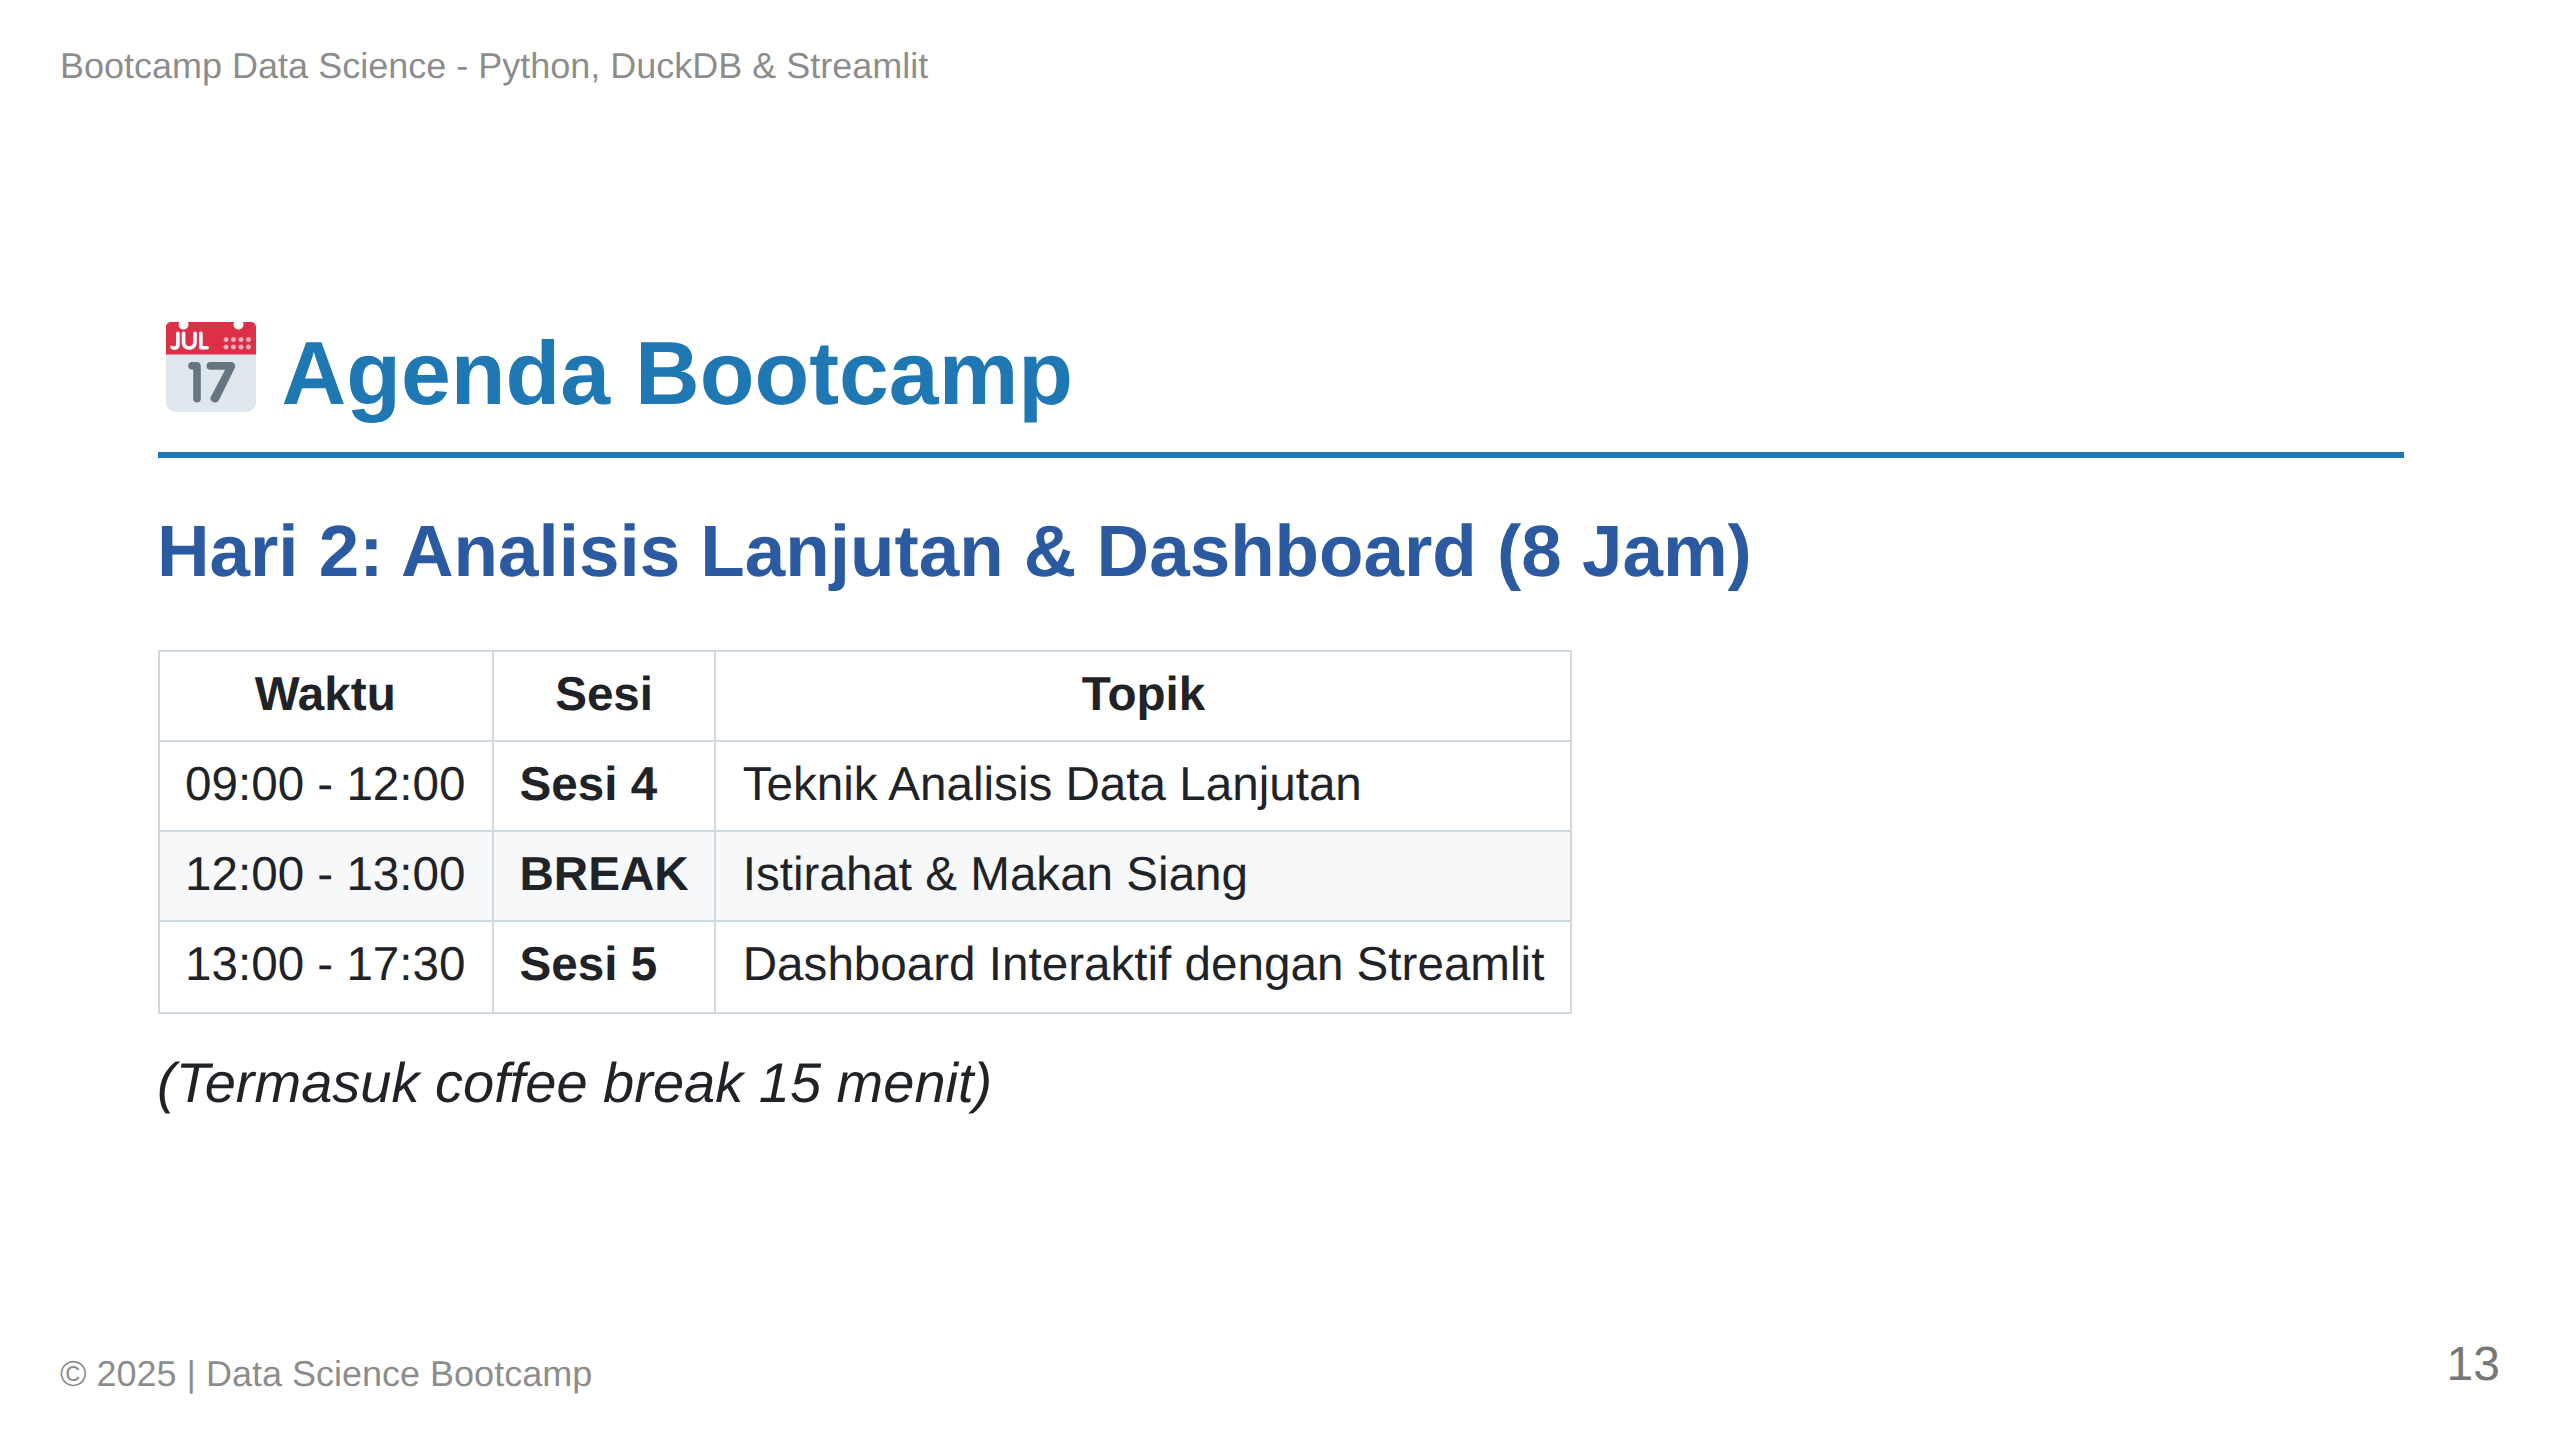 Bootcamp Data Science - Python, DuckDB & Streamlit
JUL
17
Agenda Bootcamp
Hari 2: Analisis Lanjutan & Dashboard (8 Jam)
Waktu Sesi Topik
09:00 - 12:00 Sesi 4 Teknik Analisis Data Lanjutan
12:00 - 13:00 BREAK Istirahat & Makan Siang
13:00 - 17:30 Sesi 5 Dashboard Interaktif dengan Streamlit
(Termasuk coffee break 15 menit)
© 2025 | Data Science Bootcamp
13